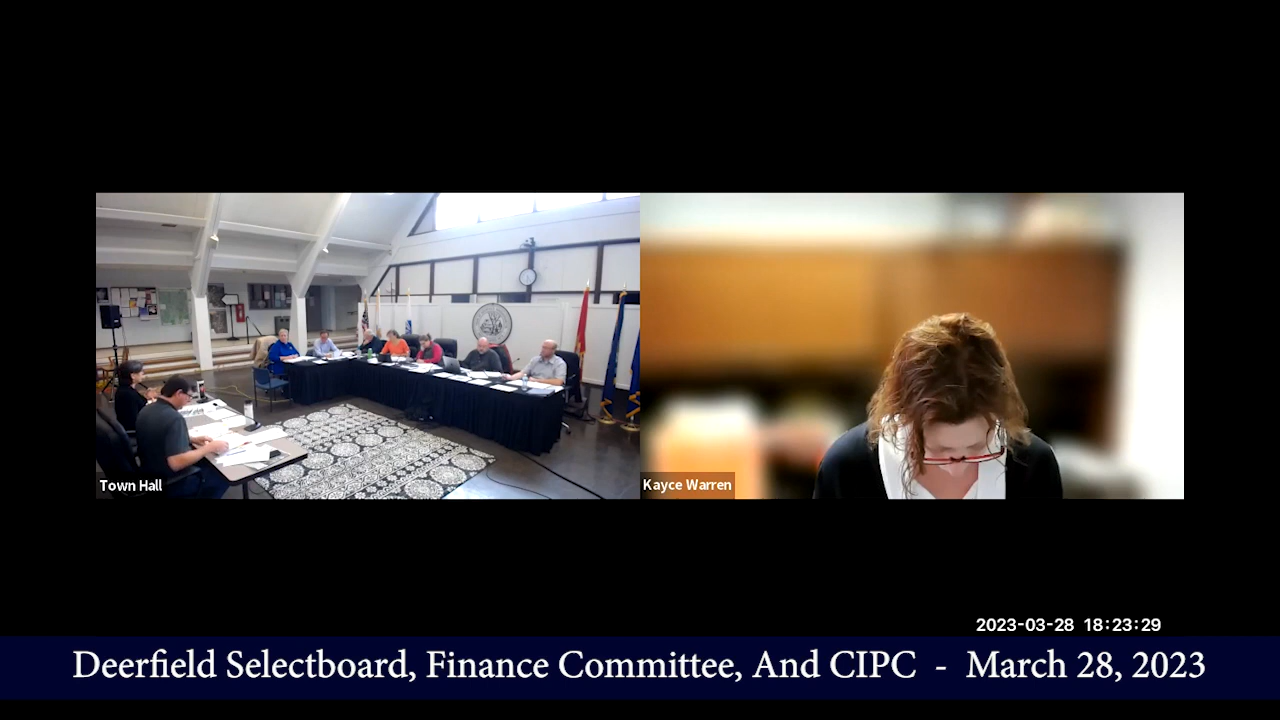 Town Hall
Kayce Warren
2023-03-28 18:23:29
Deerfield Selectboard, Finance Committee, And CIPC - March 28, 2023